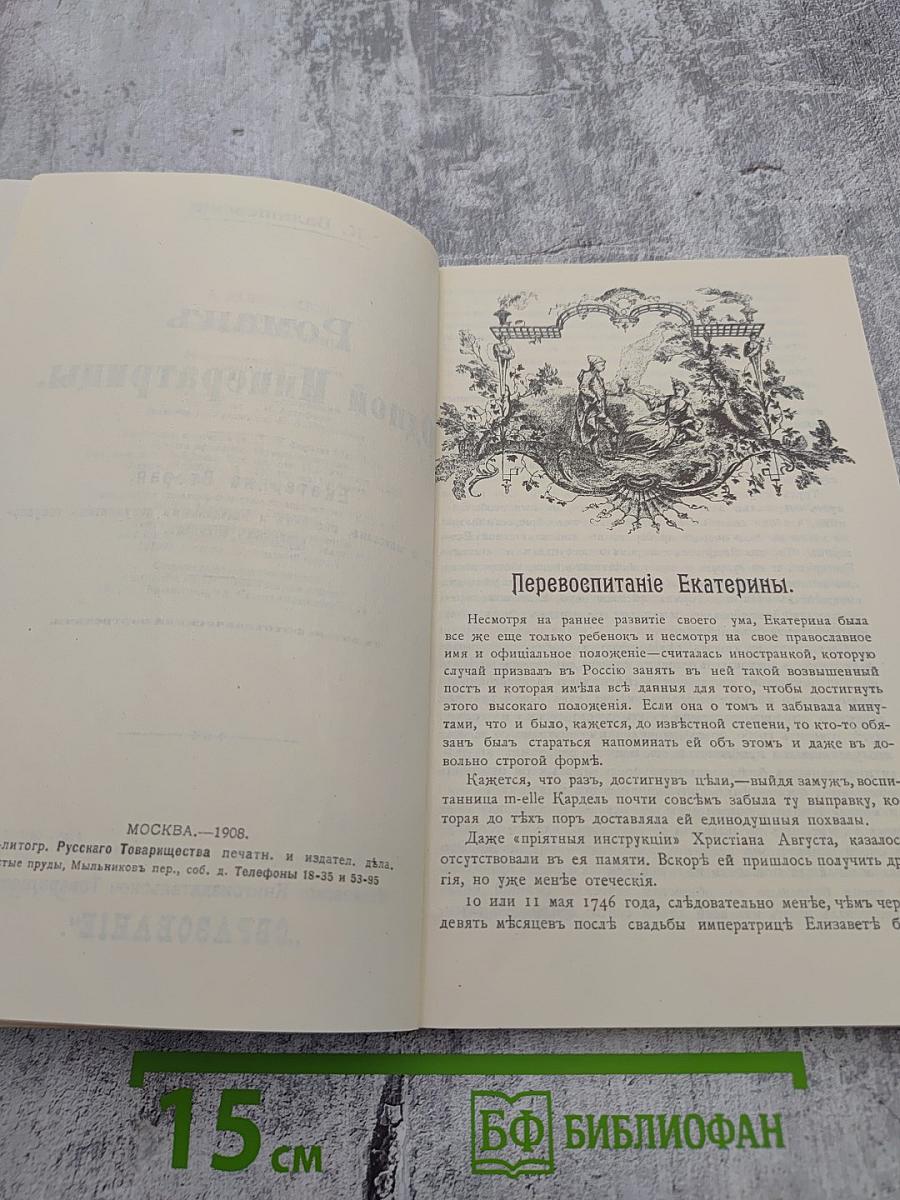 МОСКВА.—1908.
-литогр. Русскаго Товарищества печатн. и издател. дѣла.
стые пруды, Мыльниковъ пер., соб. д. Телефоны 18-35 и 53-95
Перевоспитаніе Екатерины.
Несмотря на раннее развитіе своего ума, Екатерина была
все же еще только ребенокъ и несмотря на свое православное
имя и офиціальное положеніе—считалась иностранкой, которую
случай призвалъ въ Россію занять въ ней такой возвышенный
постъ и которая имѣла всѣ данныя для того, чтобы достигнуть
этого высокаго положенія. Если она о томъ и забывала мину-
тами, что и было, кажется, до извѣстной степени, то кто-то обя-
занъ былъ стараться напоминать ей объ этомъ и даже въ до-
вольно строгой формѣ.
Кажется, что разъ, достигнувъ цѣли,—выйдя замужъ, воспи-
танница m-elle Кардель почти совсѣмъ забыла ту выправку, ко
торая до тѣхъ поръ доставляла ей единодушныя похвалы.
Даже «пріятныя инструкціи» Христіана Августа, казалос
отсутствовали въ ея памяти. Вскорѣ ей пришлось получить др
гія, но уже менѣе отеческія.
10 или 11 мая 1746 года, слѣдовательно менѣе, чѣмъ чер
девять мѣсяцевъ послѣ свадьбы императрицѣ Елизаветѣ б
15 см
БФ БИБЛИОФАН